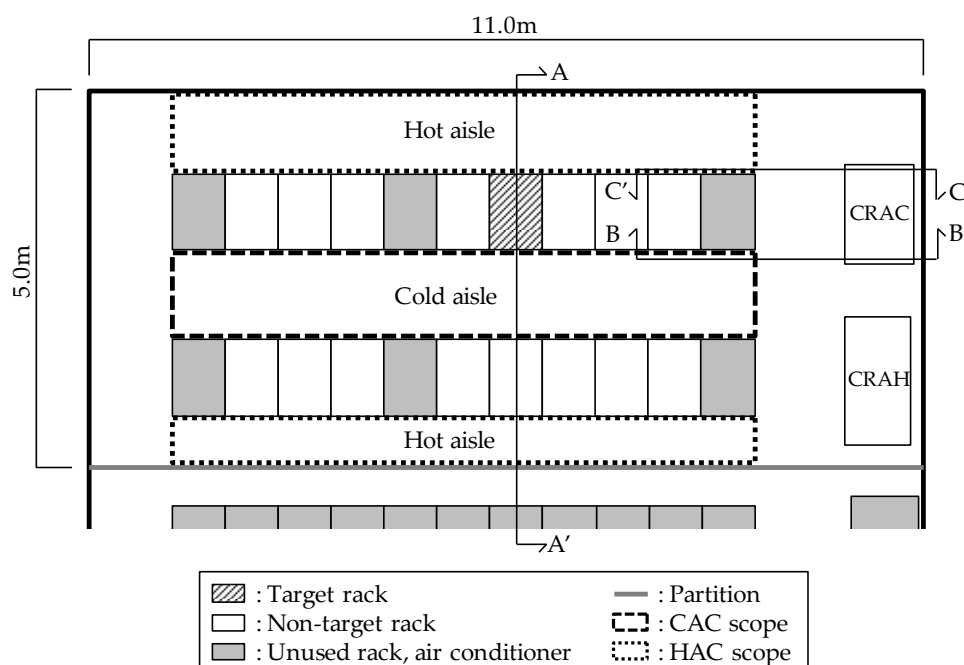 11.0m
A
Hot aisle
C'
C
CRAC
B
B
5.0m
Cold aisle
CRAH
Hot aisle
A'
: Target rack
: Partition
: Non-target rack
: CAC scope
: Unused rack, air conditioner
: HAC scope